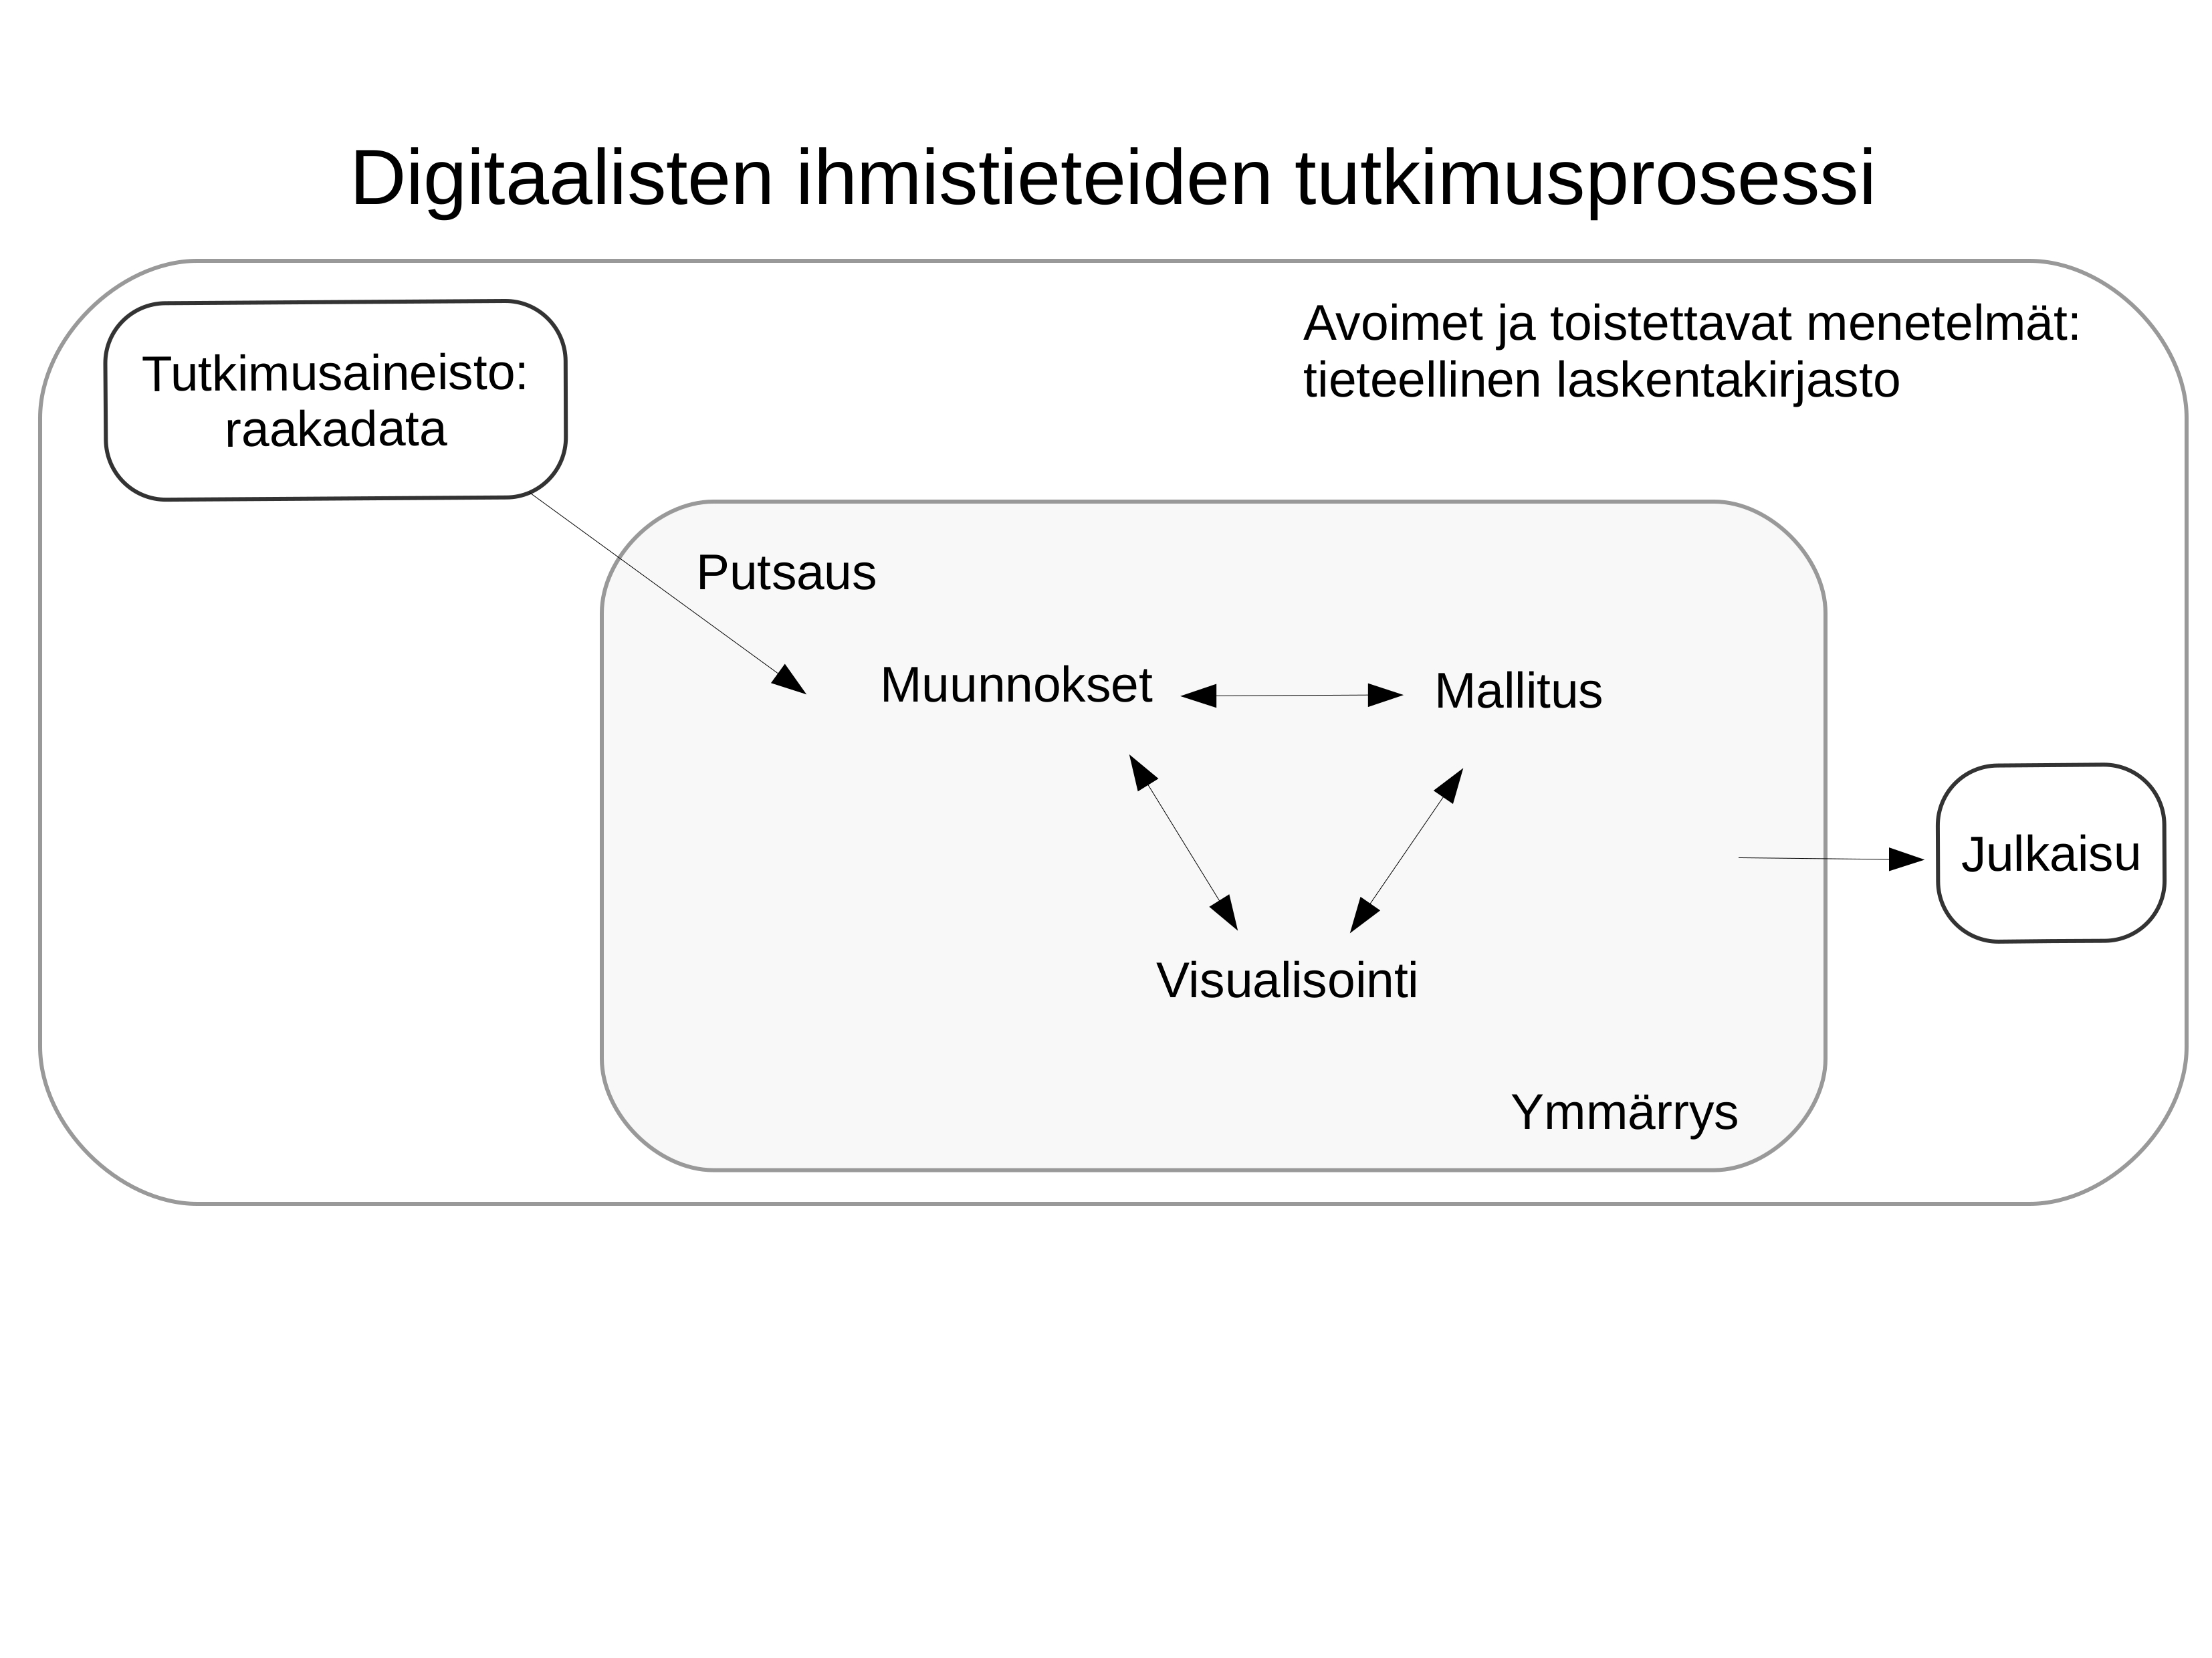 Digitaalisten ihmistieteiden tutkimusprosessi
Tutkimusaineisto:
raakadata
Avoimet ja toistettavat menetelmät:
tieteellinen laskentakirjasto
Putsaus
Muunnokset
Mallitus
Julkaisu
Visualisointi
Ymmärrys